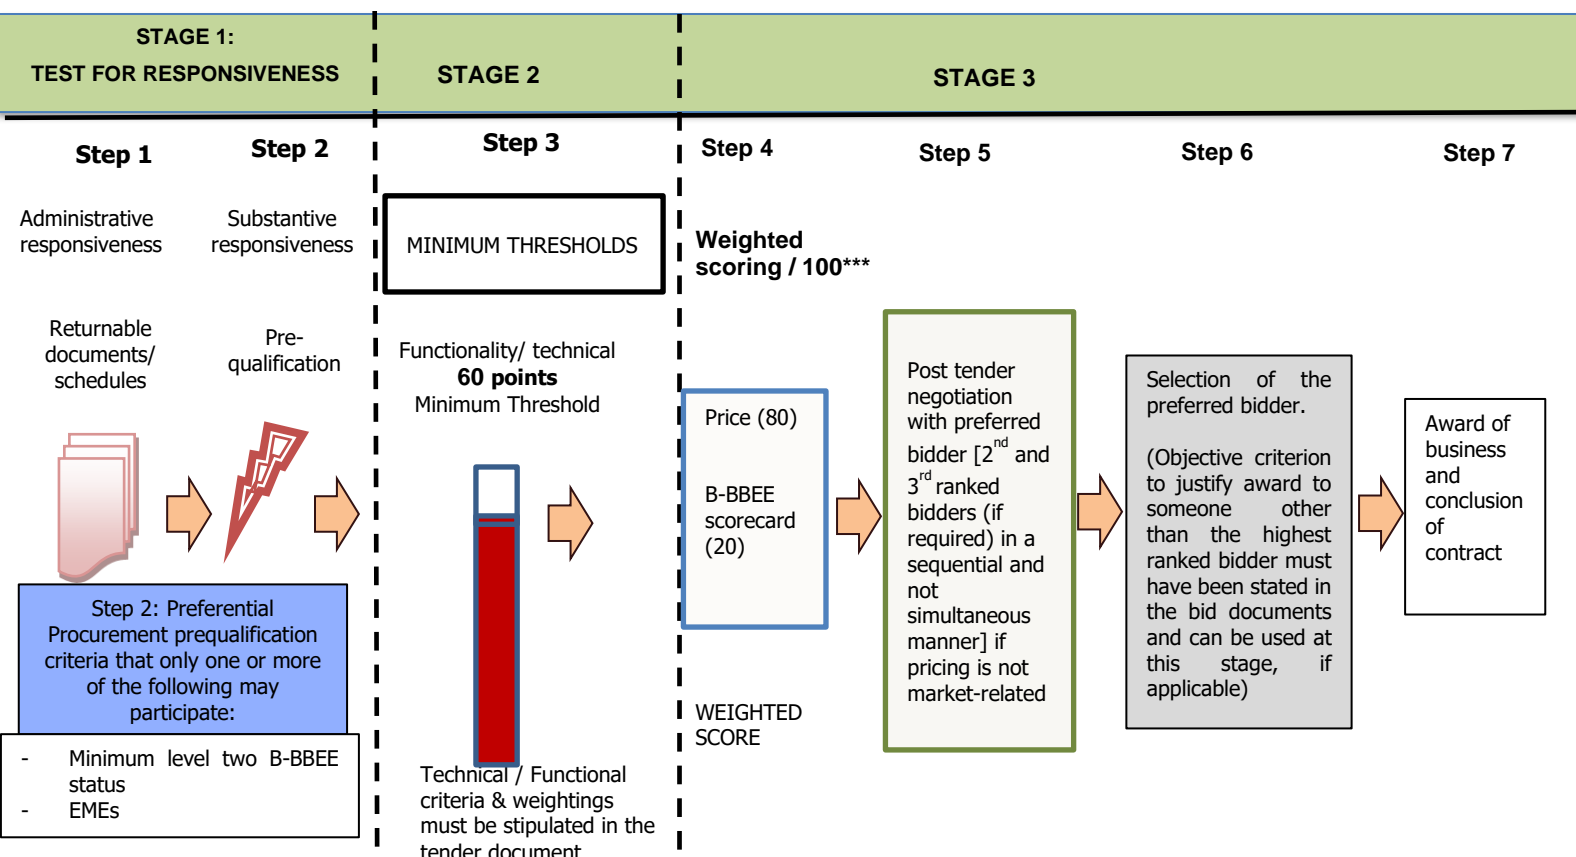 STAGE 1:
TEST FOR RESPONSIVENESS
STAGE 2
STAGE 3
Step 1
Step 2
Step 3
Step 4
Step 5
Step 6
Step 7
Administrative
responsiveness
Substantive
responsiveness
MINIMUM THRESHOLDS
Weighted
scoring / 100***
Returnable
documents/
schedules
Pre-
qualification
Functionality/ technical
60 points
Minimum Threshold
Price (80)
B-BBEE
scorecard
(20)
Post tender
negotiation
with preferred
bidder [2nd and
3rd ranked
bidders (if
required) in a
sequential and
not
simultaneous
manner] if
pricing is not
market-related
Selection of the
preferred bidder.
(Objective criterion
to justify award to
someone other
than the highest
ranked bidder must
have been stated in
the bid documents
and can be used at
this stage, if
applicable)
Award of
business
and
conclusion
of
contract
Step 2: Preferential
Procurement prequalification
criteria that only one or more
of the following may
participate:
- Minimum level two B-BBEE
status
- EMEs
WEIGHTED
SCORE
Technical / Functional
criteria & weightings
must be stipulated in the
tender document